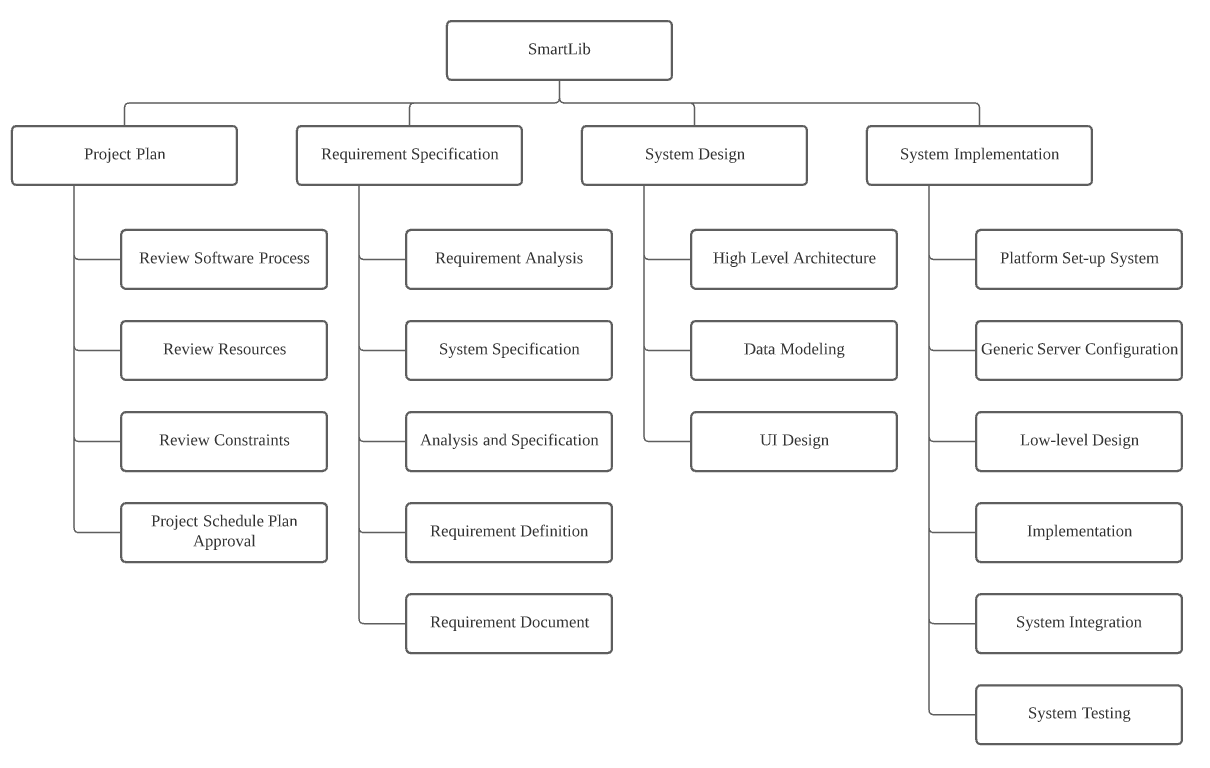 SmartLib
Project Plan
Requirement Specification
System Design
System Implementation
Review Software Process
Requirement Analysis
High Level Architecture
Platform Set-up System
Review Resources
System Specification
Data Modeling
Generic Server Configuration
Review Constraints
Analysis and Specification
UI Design
Low-level Design
Project Schedule Plan
Approval
Requirement Definition
Implementation
Requirement Document
System Integration
System Testing